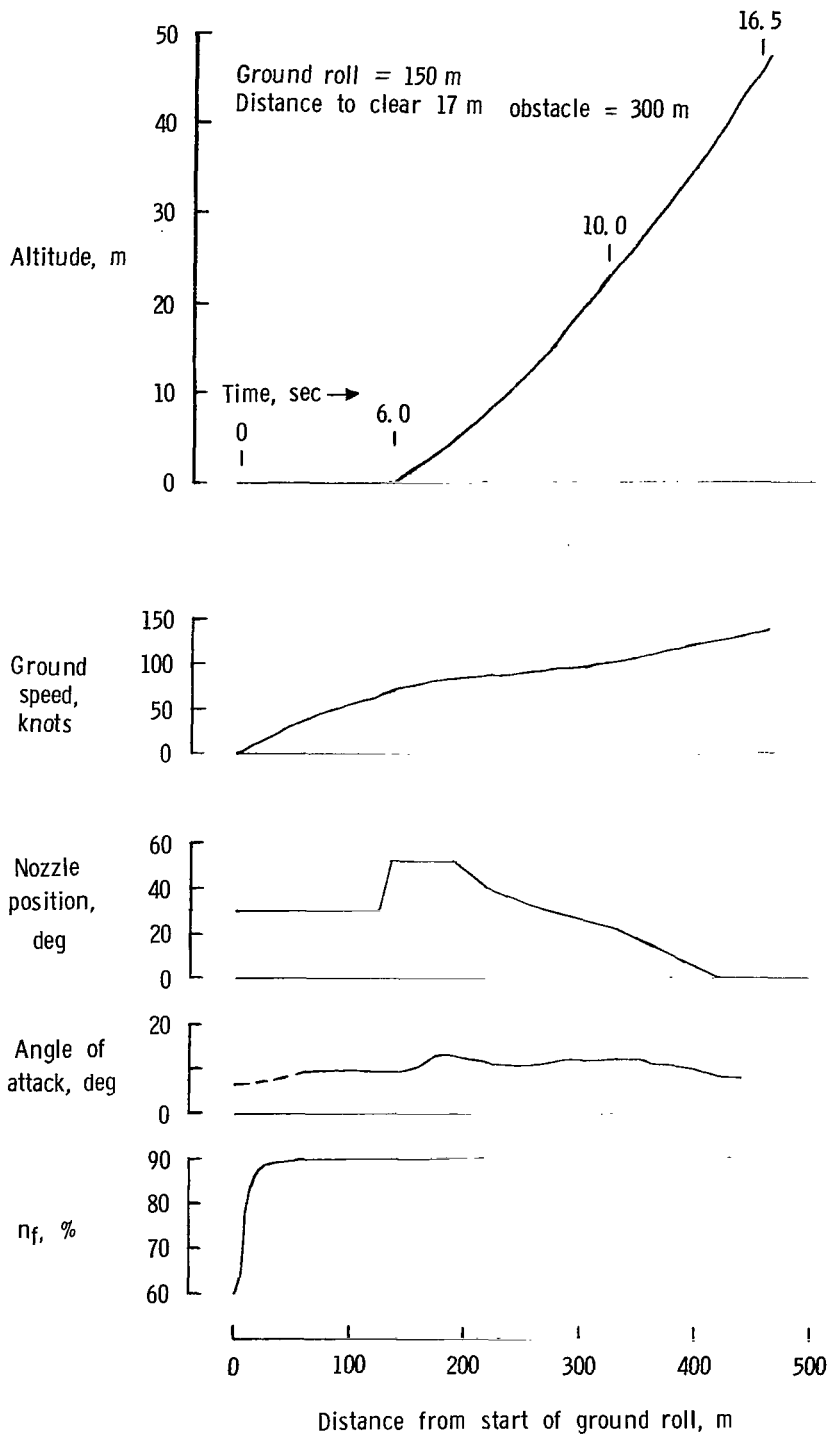 16.5
50
Ground roll = 150 m
Distance to clear 17 m obstacle = 300 m
40
30
10.0
Altitude, m
20
10
Time, sec →
6.0
0
0
150
Ground
speed,
knots
100
50
0
60
Nozzle
position,
deg
40
20
0
20
Angle of
attack, deg
0
90
80
nf, %
70
60
0 100 200 300 400 500
Distance from start of ground roll, m